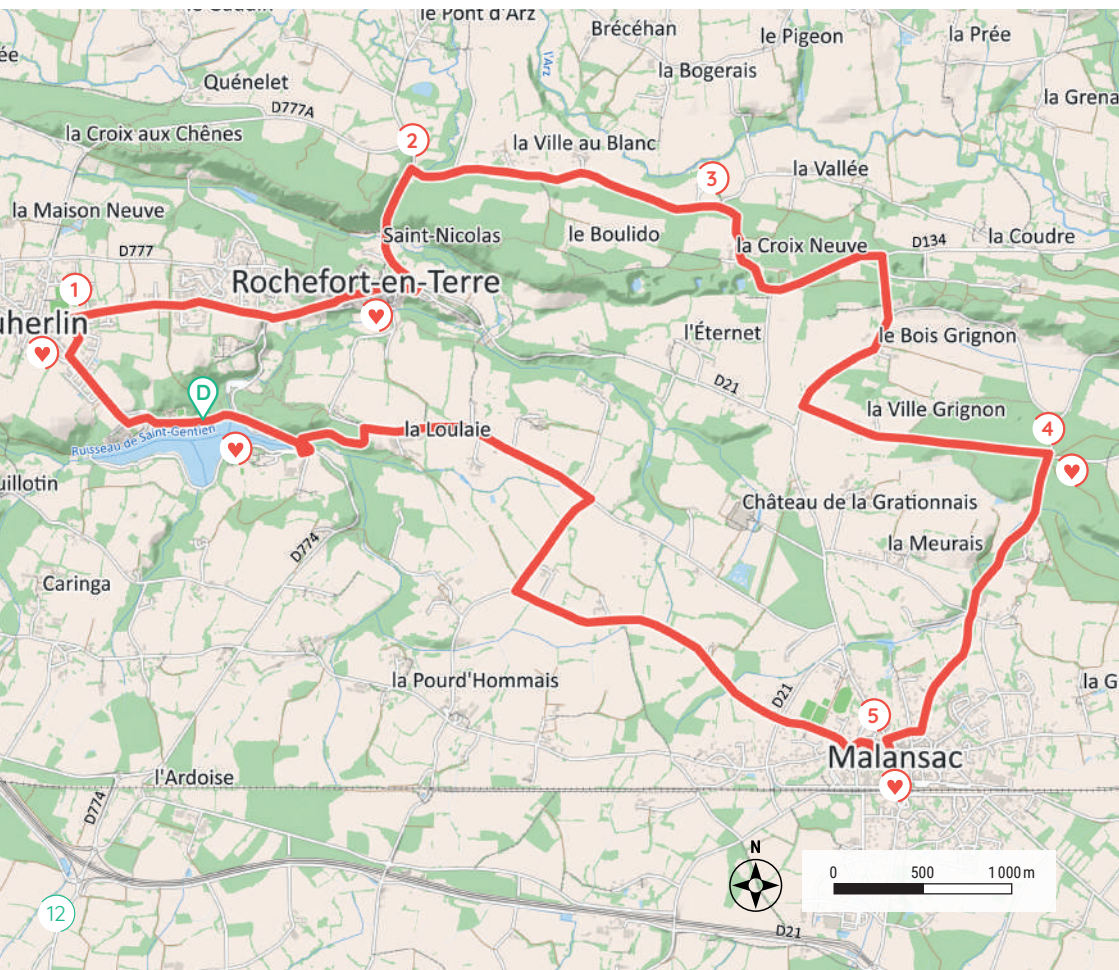 le Pont d'Arz
Brécéhan
le Pigeon
la Prée
l'Arz
la Bogerais
Quénelet
D777A
la Croix aux Chênes
2
la Ville au Blanc
3
la Vallée
la Maison Neuve
D777
Saint-Nicolas
le Boulido
la Croix Neuve
D134
la Coudre
1
Rochefort-en-Terre
l'Éternet
le Bois Grignon
D21
D
la Ville Grignon
la Loulaie
4
Ruisseau de Saint-Gentien
Château de la Grationnais
D774
la Meurais
Caringa
la Pourd'Hommais
D21
5
Malansac
l'Ardoise
D774
N
0 500 1000 m
12
D21